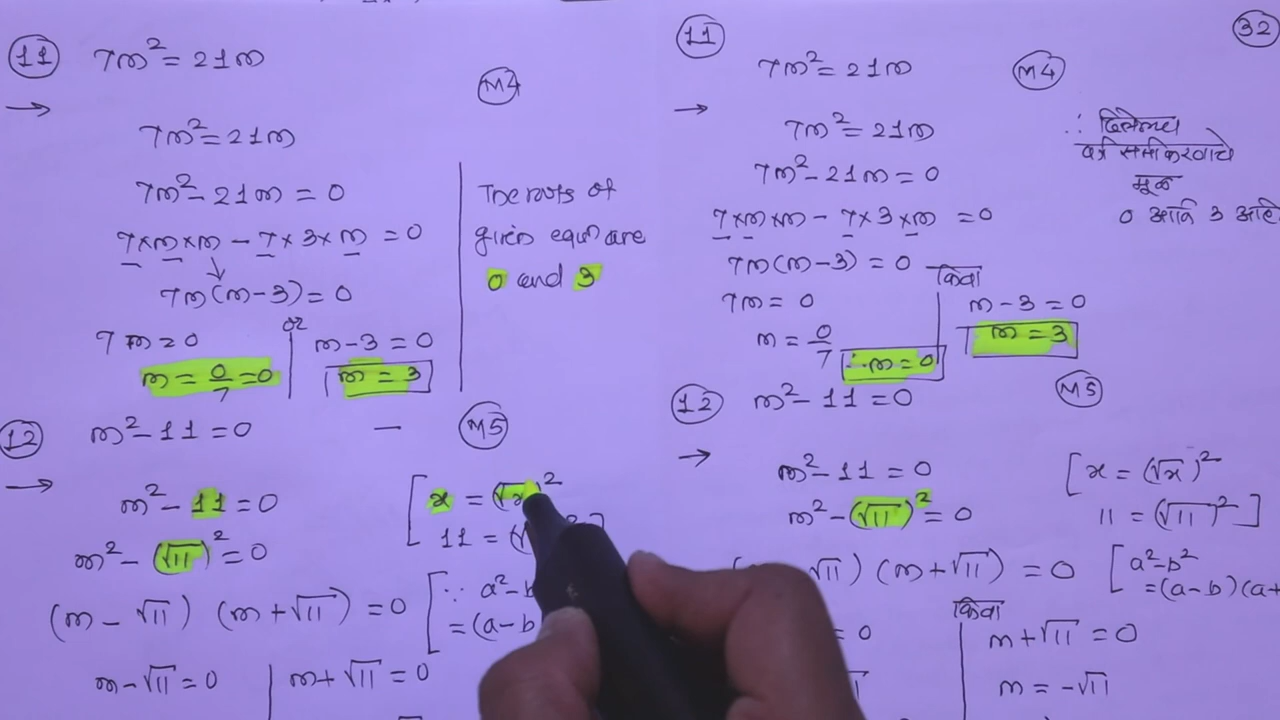 11 7m² = 21m
M4
→
7m² = 21m
7m² - 21m = 0
7×m×m - 7×3×m = 0
7m(m-3) = 0
7m = 0 or m-3 = 0
m = 0/7 = 0 m = 3
The roots of
given equn are
0 and 3
12 m² - 11 = 0 - M5
→
m² - 11 = 0
m² - (√11)² = 0
(m - √11) (m + √11) = 0
m - √11 = 0 m + √11 = 0
[x = (√x)²
11 = (
[∵ a² - b
= (a - b
32
11 7m² = 21m
M4
→
7m² = 21m
7m² - 21m = 0
7×m×m - 7×3×m = 0
7m(m-3) = 0
7m = 0 किंवा m-3 = 0
m = 0/7 ∴ m = 0 m = 3
∴ दिलेल्या
वर्ग समीकरणाचे
मूळ
0 आणि 3 आहे
12 m² - 11 = 0 M5
→
m² - 11 = 0
m² - (√11)² = 0
√11) (m + √11) = 0
[x = (√x)²
11 = (√11)²]
[a² - b²
= (a - b) (a +
किंवा
= 0 m + √11 = 0
m = -√11